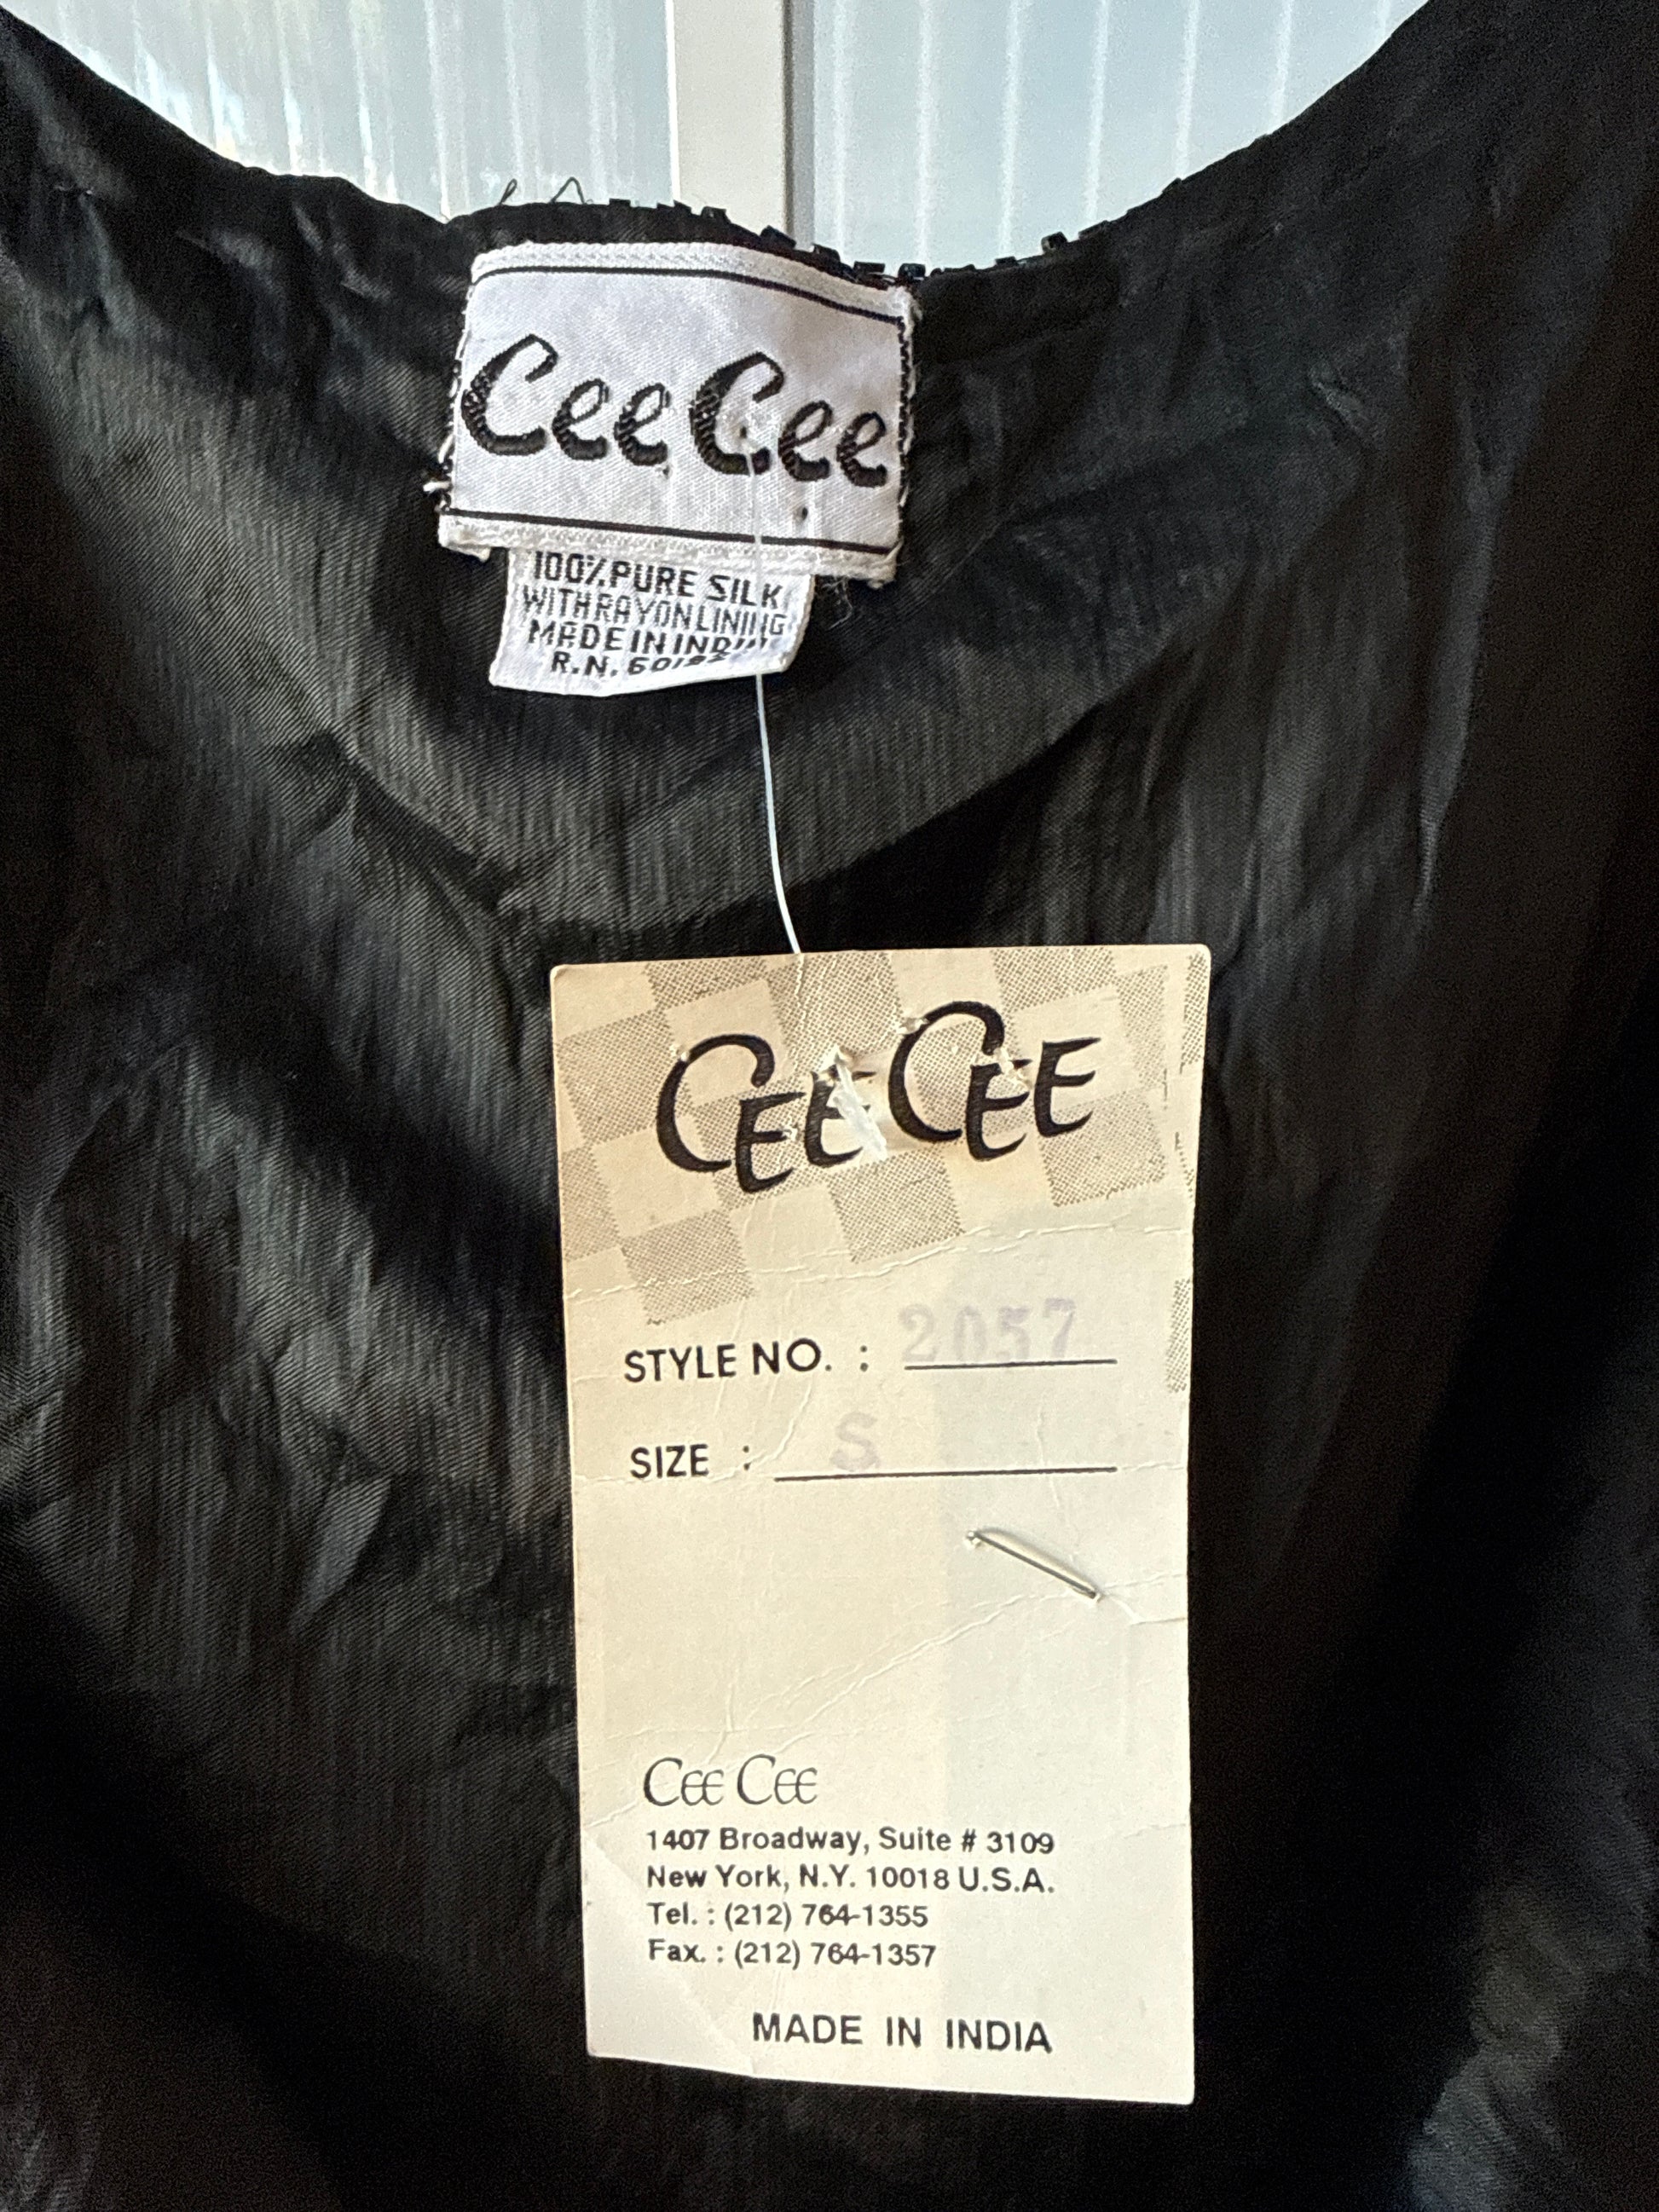 Cee Cee
100% PURE SILK
WITH RAYON LINING
MADE IN INDIA
R.N.
CEE CEE
STYLE NO. : 2057
SIZE : S
CEE CEE
1407 Broadway, Suite # 3109
New York, N.Y. 10018 U.S.A.
Tel. : (212) 764-1355
Fax. : (212) 764-1357
MADE IN INDIA